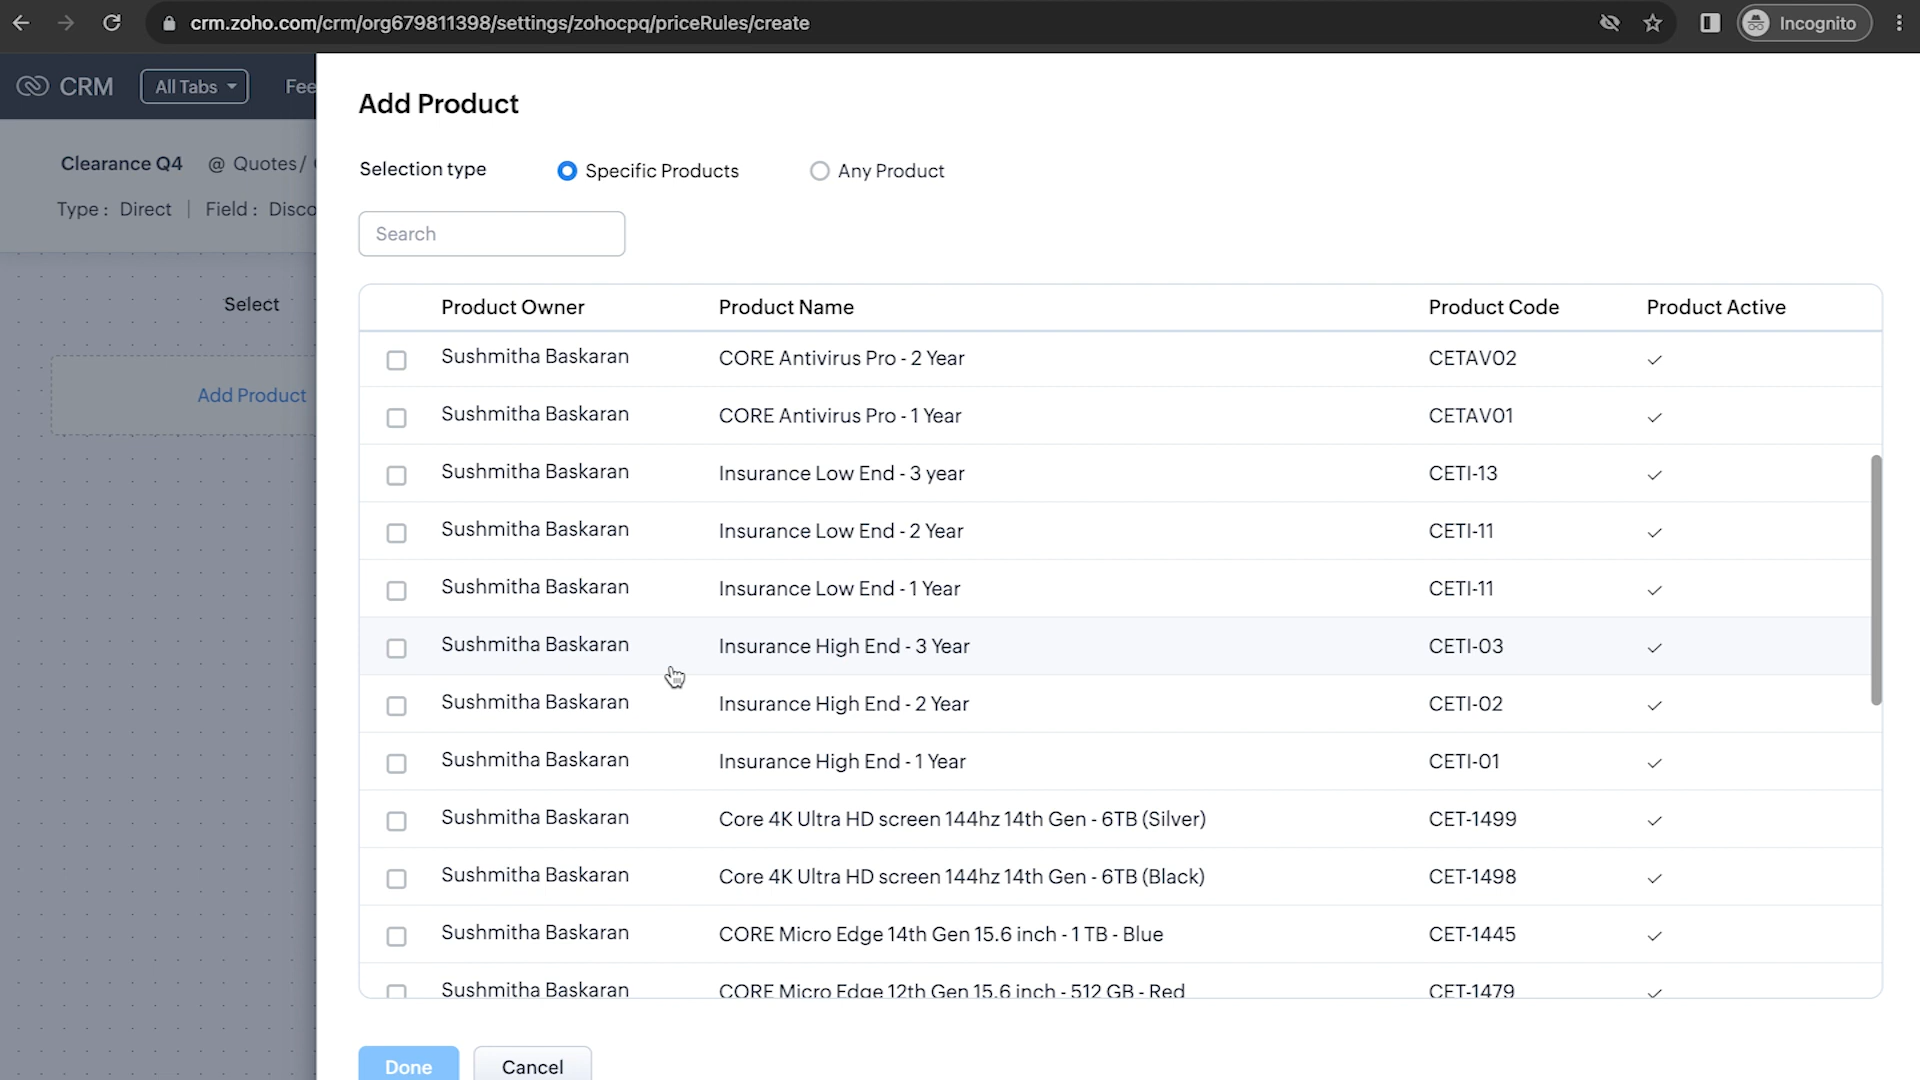 crm.zoho.com/crm/org679811398/settings/zohocpq/priceRules/create
Incognito
CRM
All Tabs
Fee
Clearance Q4 @ Quotes/
Type : Direct | Field : Disco
Select
Add Product
Add Product
Selection type Specific Products Any Product
Search
Product Owner Product Name Product Code Product Active
Sushmitha Baskaran CORE Antivirus Pro - 2 Year CETAV02
Sushmitha Baskaran CORE Antivirus Pro - 1 Year CETAV01
Sushmitha Baskaran Insurance Low End - 3 year CETI-13
Sushmitha Baskaran Insurance Low End - 2 Year CETI-11
Sushmitha Baskaran Insurance Low End - 1 Year CETI-11
Sushmitha Baskaran Insurance High End - 3 Year CETI-03
Sushmitha Baskaran Insurance High End - 2 Year CETI-02
Sushmitha Baskaran Insurance High End - 1 Year CETI-01
Sushmitha Baskaran Core 4K Ultra HD screen 144hz 14th Gen - 6TB (Silver) CET-1499
Sushmitha Baskaran Core 4K Ultra HD screen 144hz 14th Gen - 6TB (Black) CET-1498
Sushmitha Baskaran CORE Micro Edge 14th Gen 15.6 inch - 1 TB - Blue CET-1445
Sushmitha Baskaran CORE Micro Edge 12th Gen 15.6 inch - 512 GB - Red CET-1479
Done
Cancel